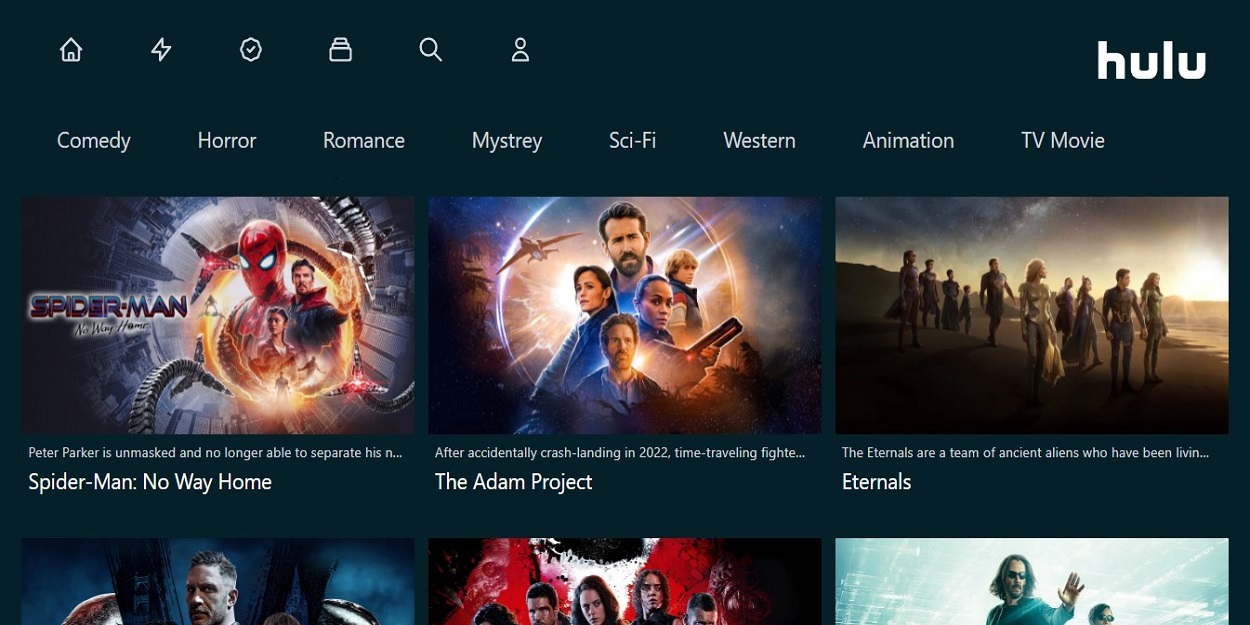 hulu
Comedy Horror Romance Mystrey Sci-Fi Western Animation TV Movie
SPIDER-MAN
No Way Home
Peter Parker is unmasked and no longer able to separate his n...
After accidentally crash-landing in 2022, time-traveling fighte...
The Eternals are a team of ancient aliens who have been livin...
Spider-Man: No Way Home
The Adam Project
Eternals